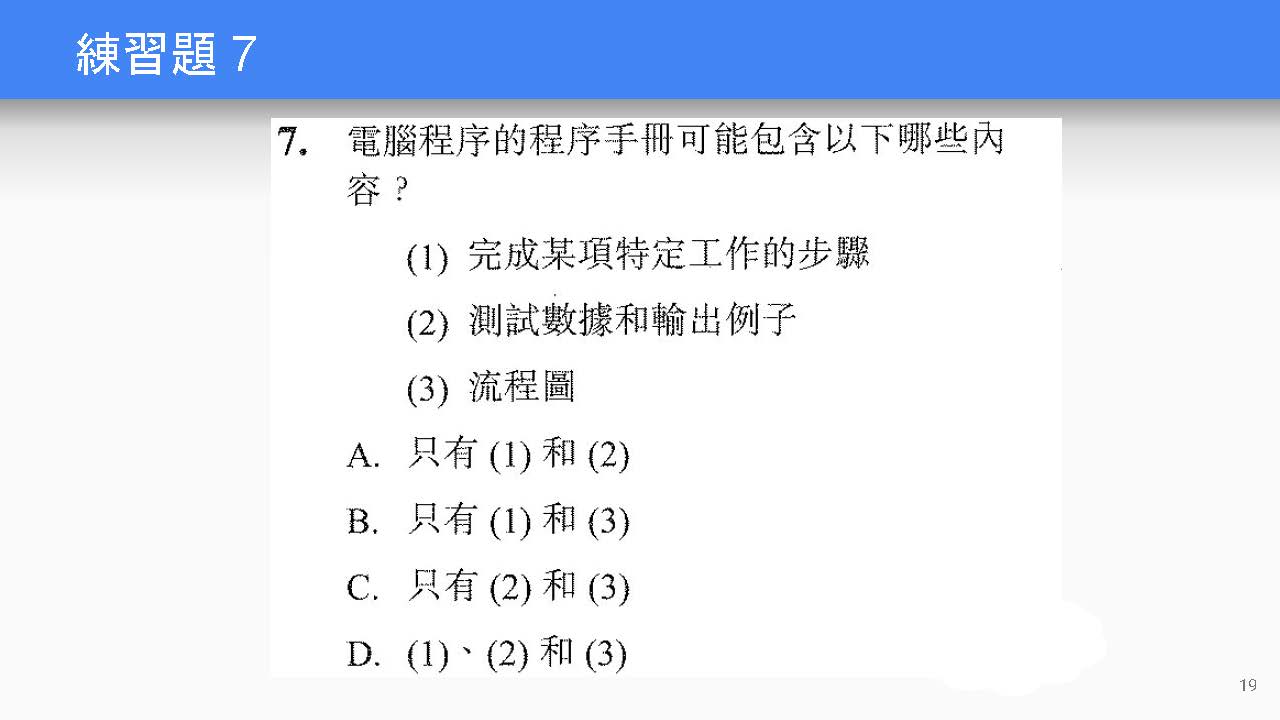 練習題 7
7. 電腦程序的程序手冊可能包含以下哪些內
容？
(1) 完成某項特定工作的步驟
(2) 測試數據和輸出例子
(3) 流程圖
A. 只有 (1) 和 (2)
B. 只有 (1) 和 (3)
C. 只有 (2) 和 (3)
D. (1)、(2) 和 (3)
19